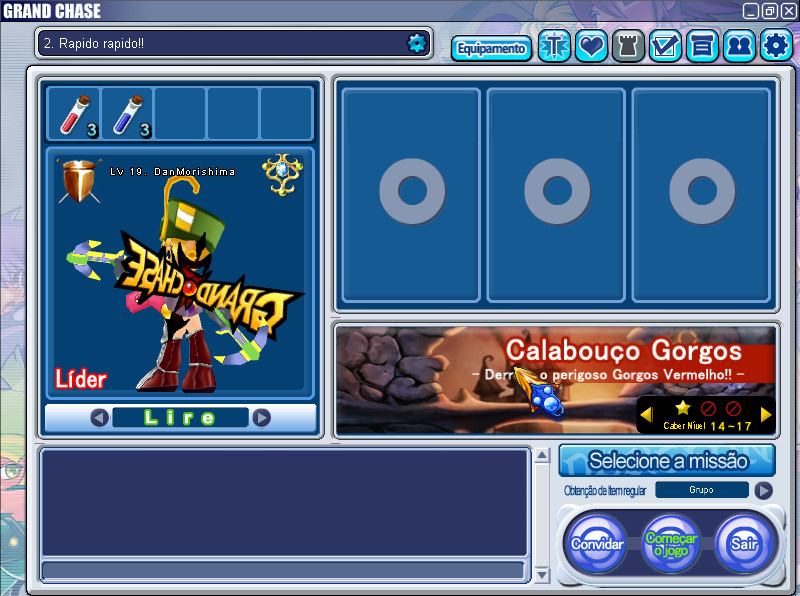 GRAND CHASE
2. Rapido rapido!!
Equipamento
3
3
Lv 19. DanMorishima
GRAND CHASE
Líder
Lire
Calabouço Gorgos
- Derr o perigoso Gorgos Vermelho!! -
Caber Nível 14~17
Selecione a missão
Obtenção de Item regular
Grupo
Convidar
Começar o jogo
Sair